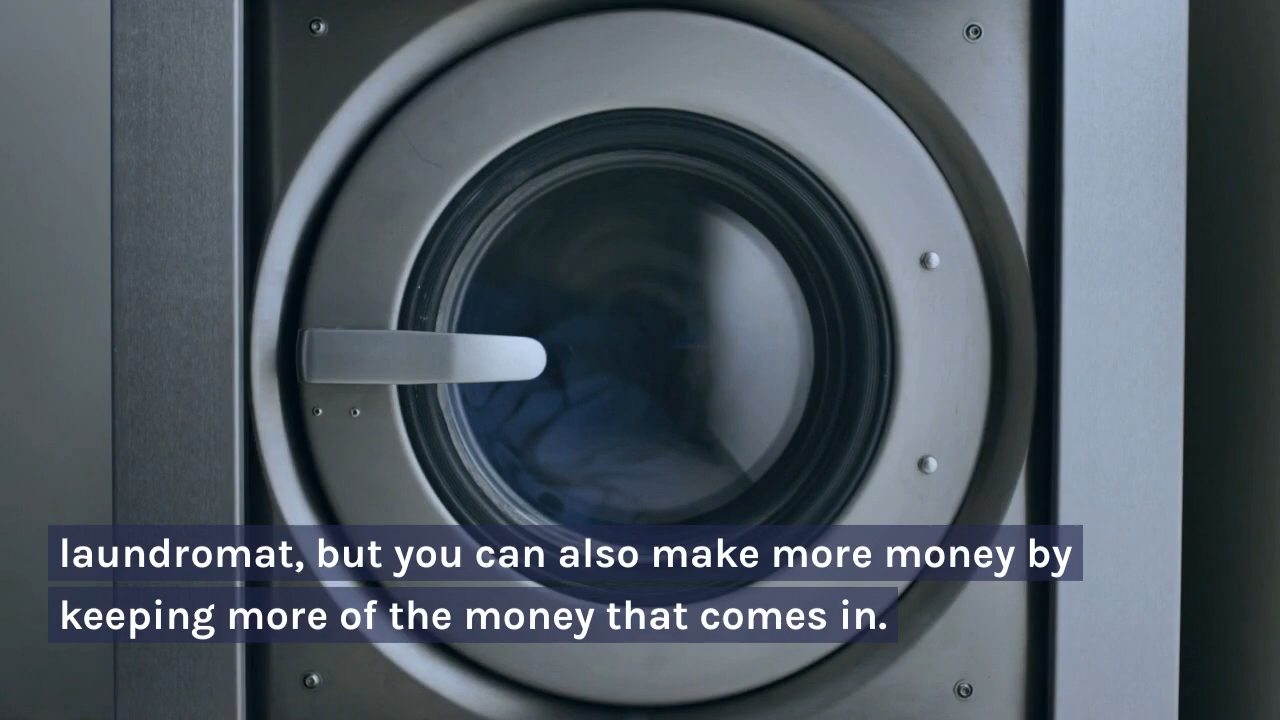 laundromat, but you can also make more money by
keeping more of the money that comes in.